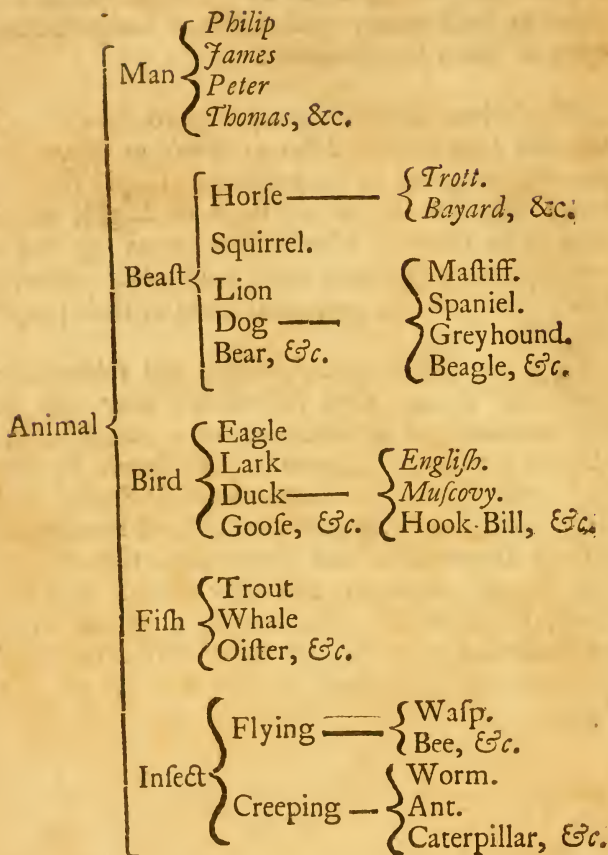 Philip
James
Man Peter
Thomas, &c.
Horſe Trott.
Bayard, &c.
Squirrel.
Beaſt
Lion Maſtiff.
Dog Spaniel.
Greyhound.
Bear, &c. Beagle, &c.
Animal
Eagle
Lark Engliſh.
Bird Duck Muſcovy.
Gooſe, &c. Hook-Bill, &c.
Trout
Fiſh Whale
Oiſter, &c.
Flying Waſp.
Bee, &c.
Inſect Worm.
Creeping Ant.
Caterpillar, &c.